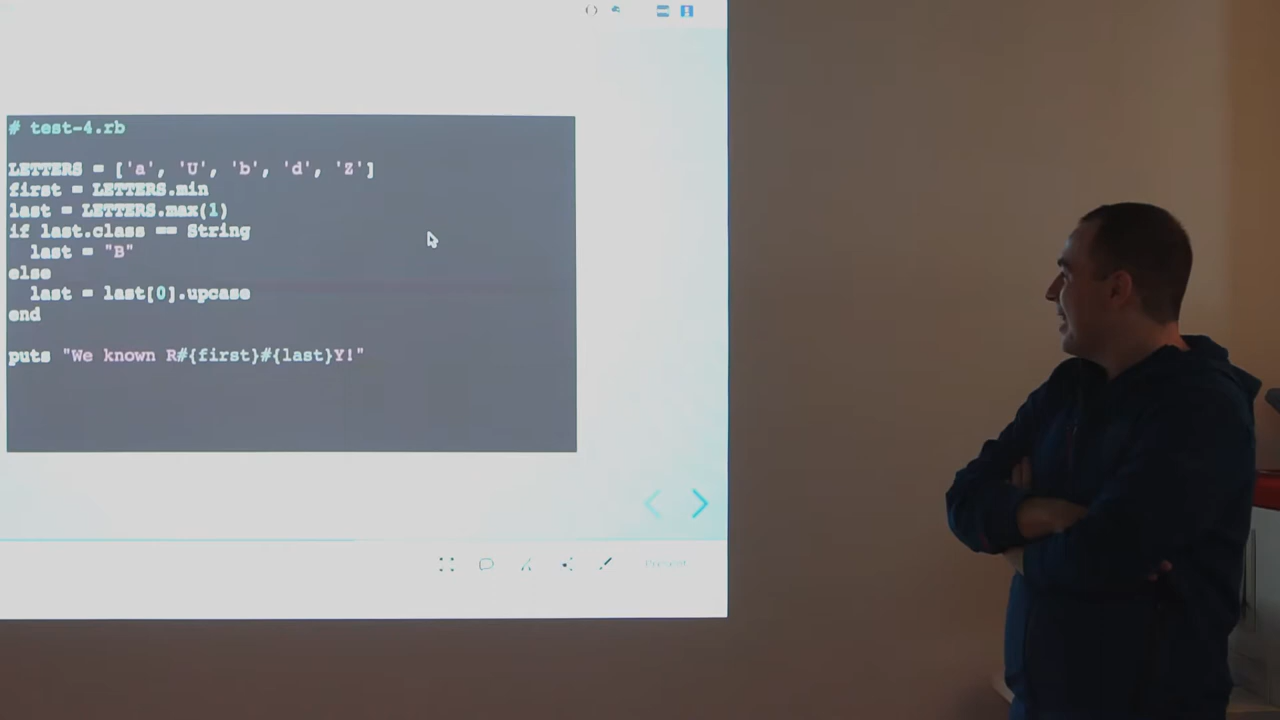 # test-4.rb
LETTERS = ['a', 'U', 'b', 'd', 'Z']
first = LETTERS.min
last = LETTERS.max(1)
if last.class == String
  last = "B"
else
  last = last[0].upcase
end
puts "We known R#{first}#{last}Y!"
Present